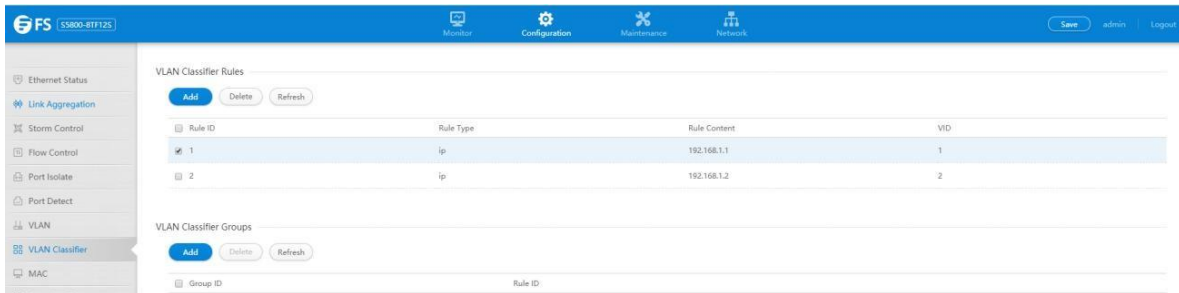 FS S5800-8TF12S Monitor Configuration Maintenance Network Save admin Logout
Ethernet Status
Link Aggregation
Storm Control
Flow Control
Port Isolate
Port Detect
VLAN
VLAN Classifier
MAC
VLAN Classifier Rules
Add Delete Refresh
Rule ID Rule Type Rule Content VID
1 ip 192.168.1.1 1
2 ip 192.168.1.2 2
VLAN Classifier Groups
Add Delete Refresh
Group ID Rule ID